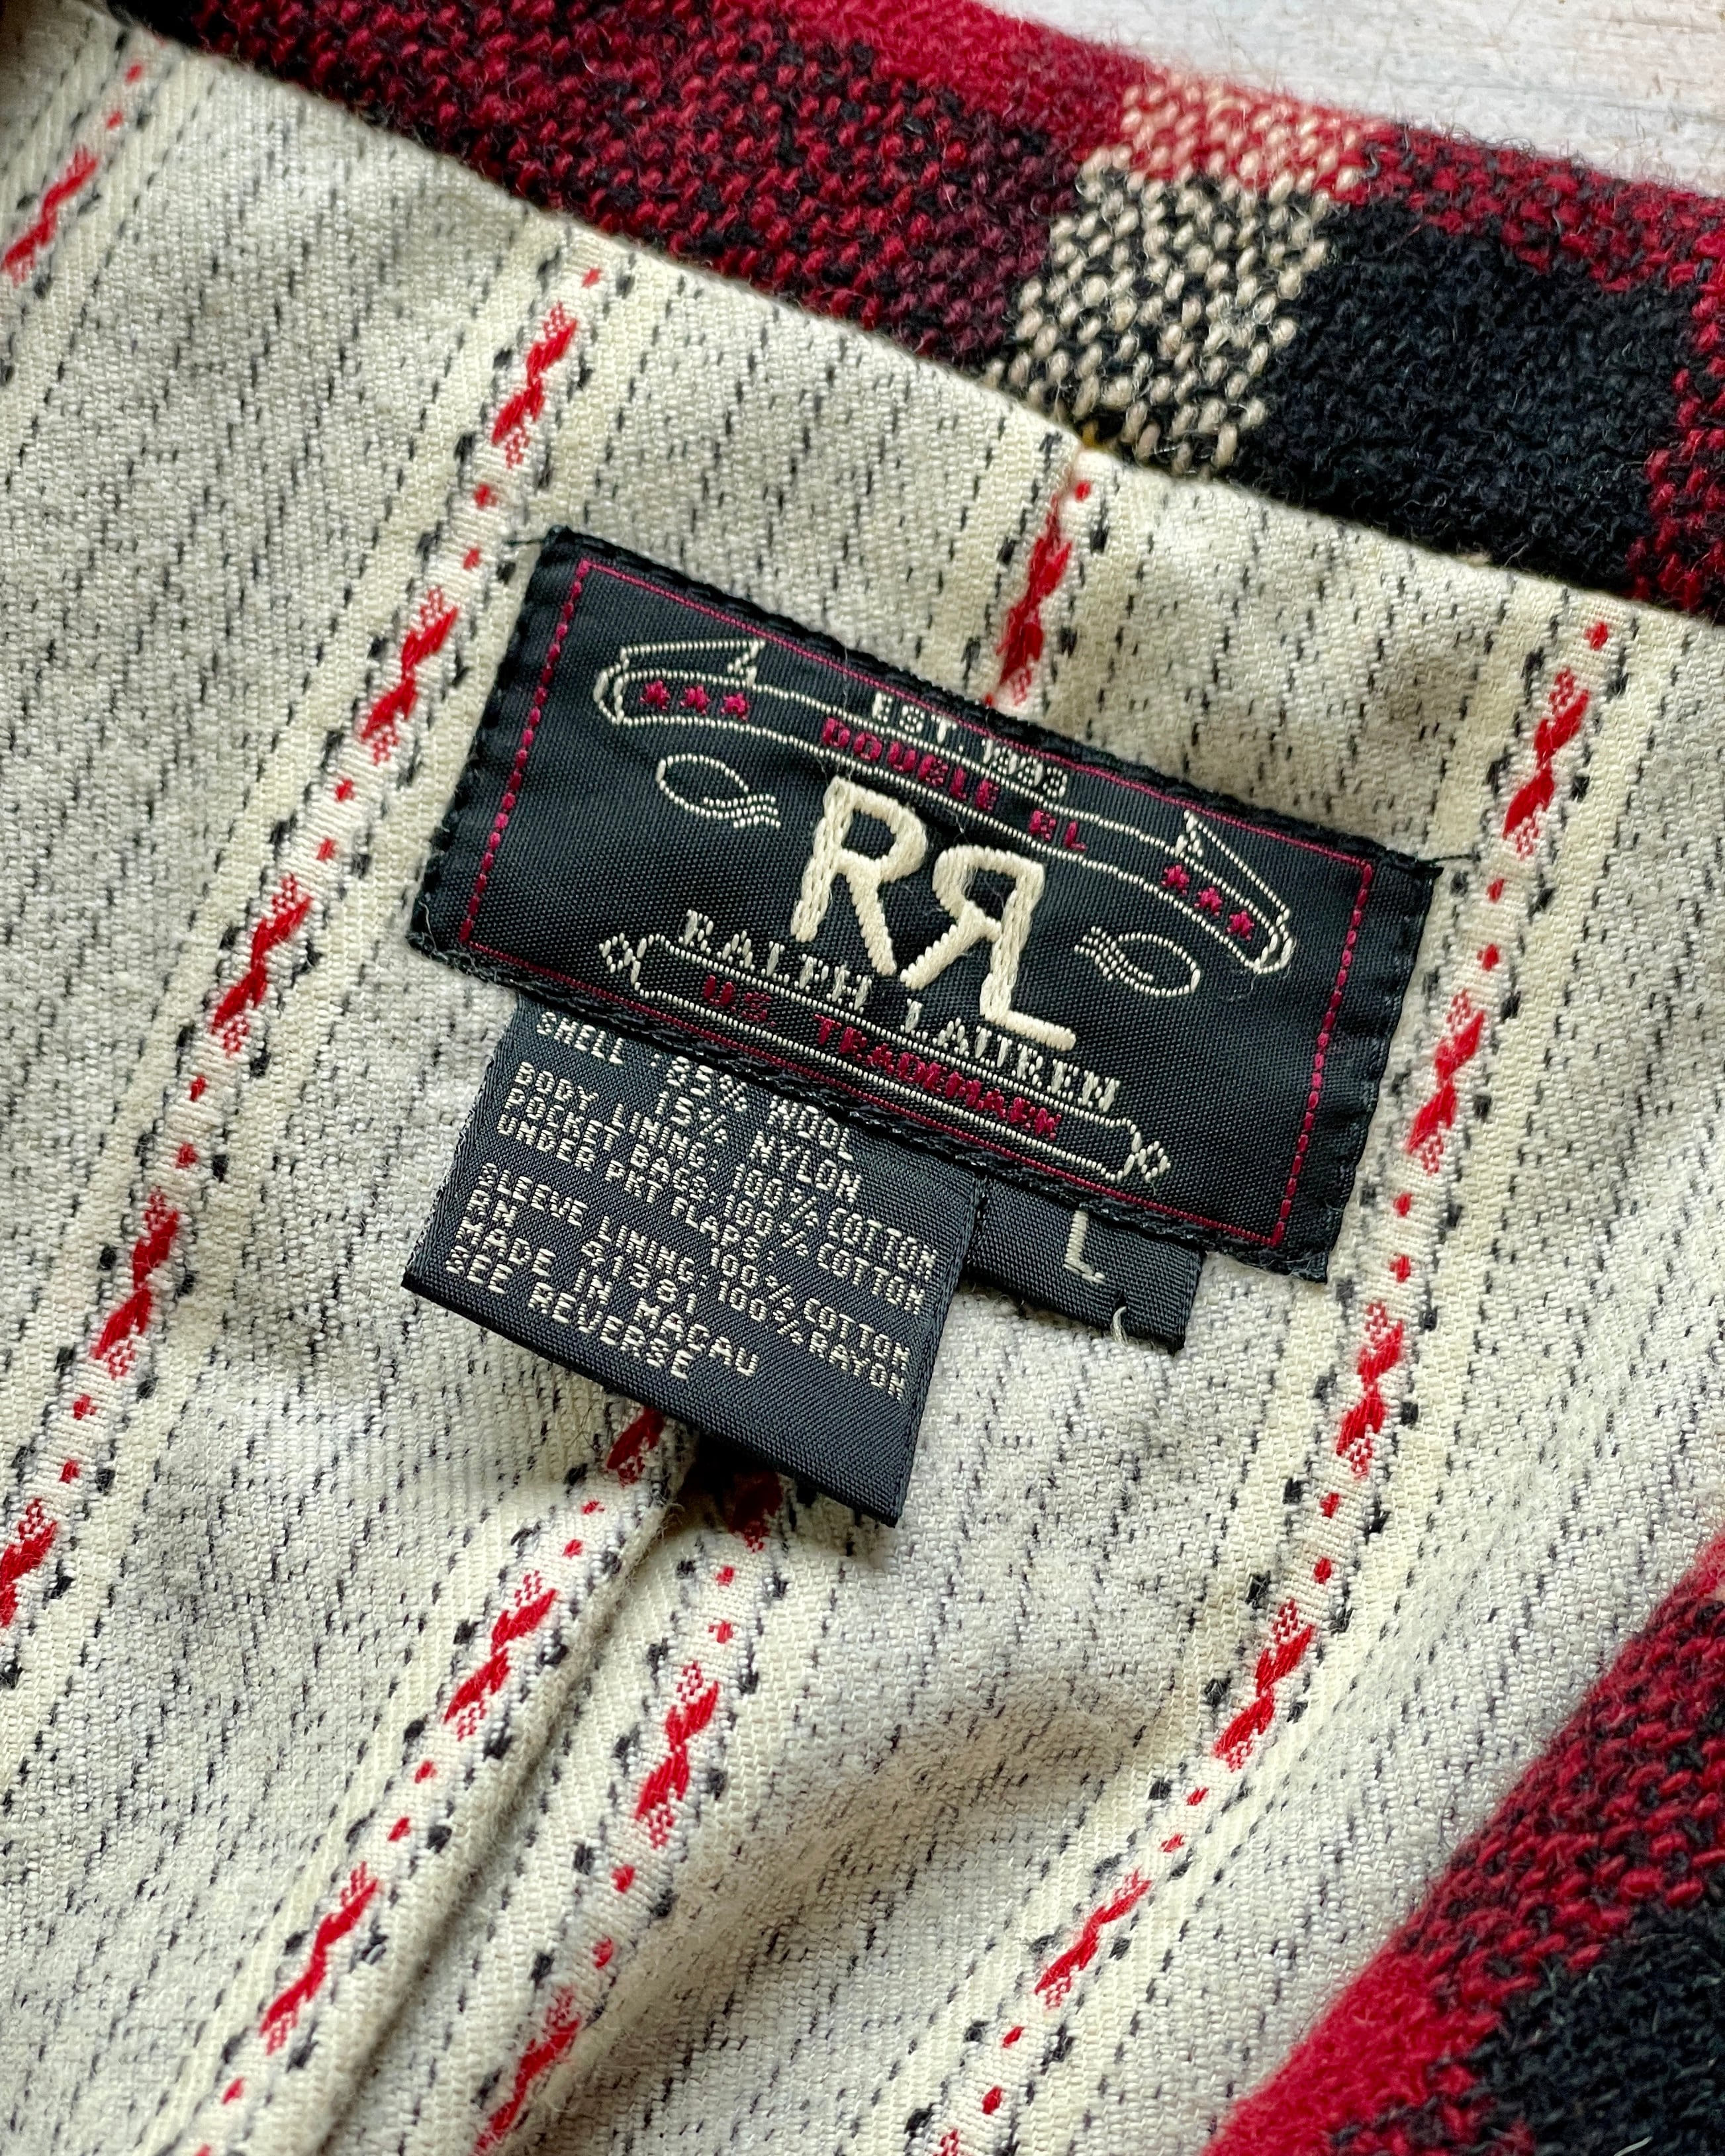 EST. 1993
DOUBLE RL
RRL
RALPH LAUREN
U.S. TRADEMARK
SHELL : 85% WOOL
15% NYLON
BODY LINING: 100% COTTON
POCKET BAGS: 100% COTTON
UNDER PKT FLAPS: 100% COTTON
SLEEVE LINING: 100% RAYON
RN 41381
MADE IN MACAU
SEE REVERSE
L